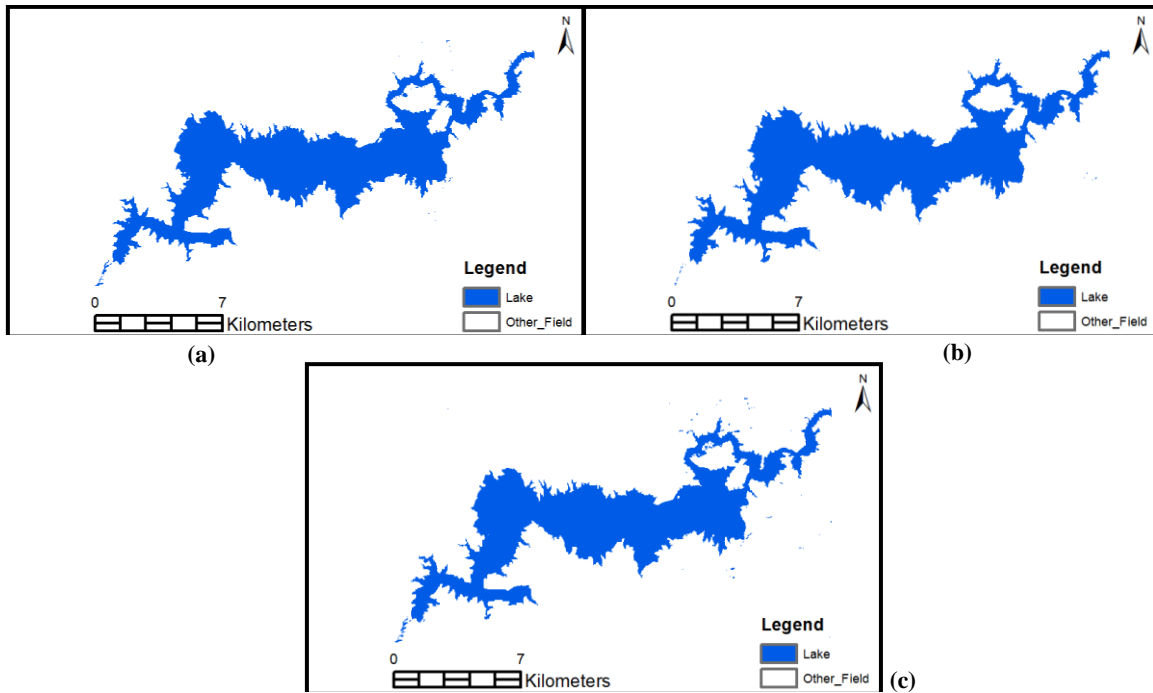 N
Legend
0 7
Lake
Kilometers
Other_Field
(a)
N
Legend
0 7
Lake
Kilometers
Other_Field
(b)
N
Legend
0 7
Lake
Kilometers
Other_Field
(c)